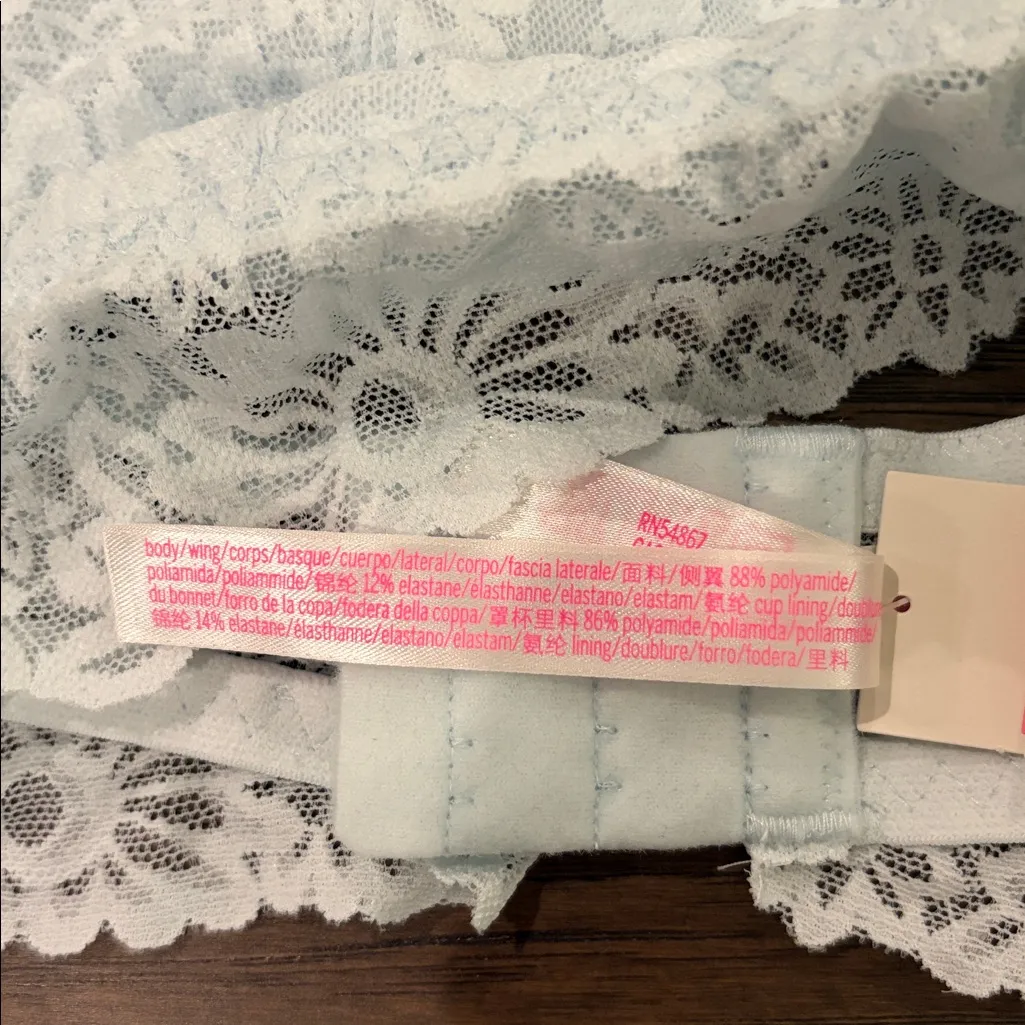 RN54867
body/wing/corps/basque/cuerpo/lateral/corpo/fascia laterale/面料/侧翼 88% polyamide/
poliamida/poliammide/锦纶 12% elastane/élasthanne/elastano/elastam/氨纶 cup lining/doublure
du bonnet/forro de la copa/fodera della coppa/罩杯里料 86% polyamide/poliamida/poliammide/
锦纶 14% elastane/élasthanne/elastano/elastam/氨纶 lining/doublure/forro/fodera/里料